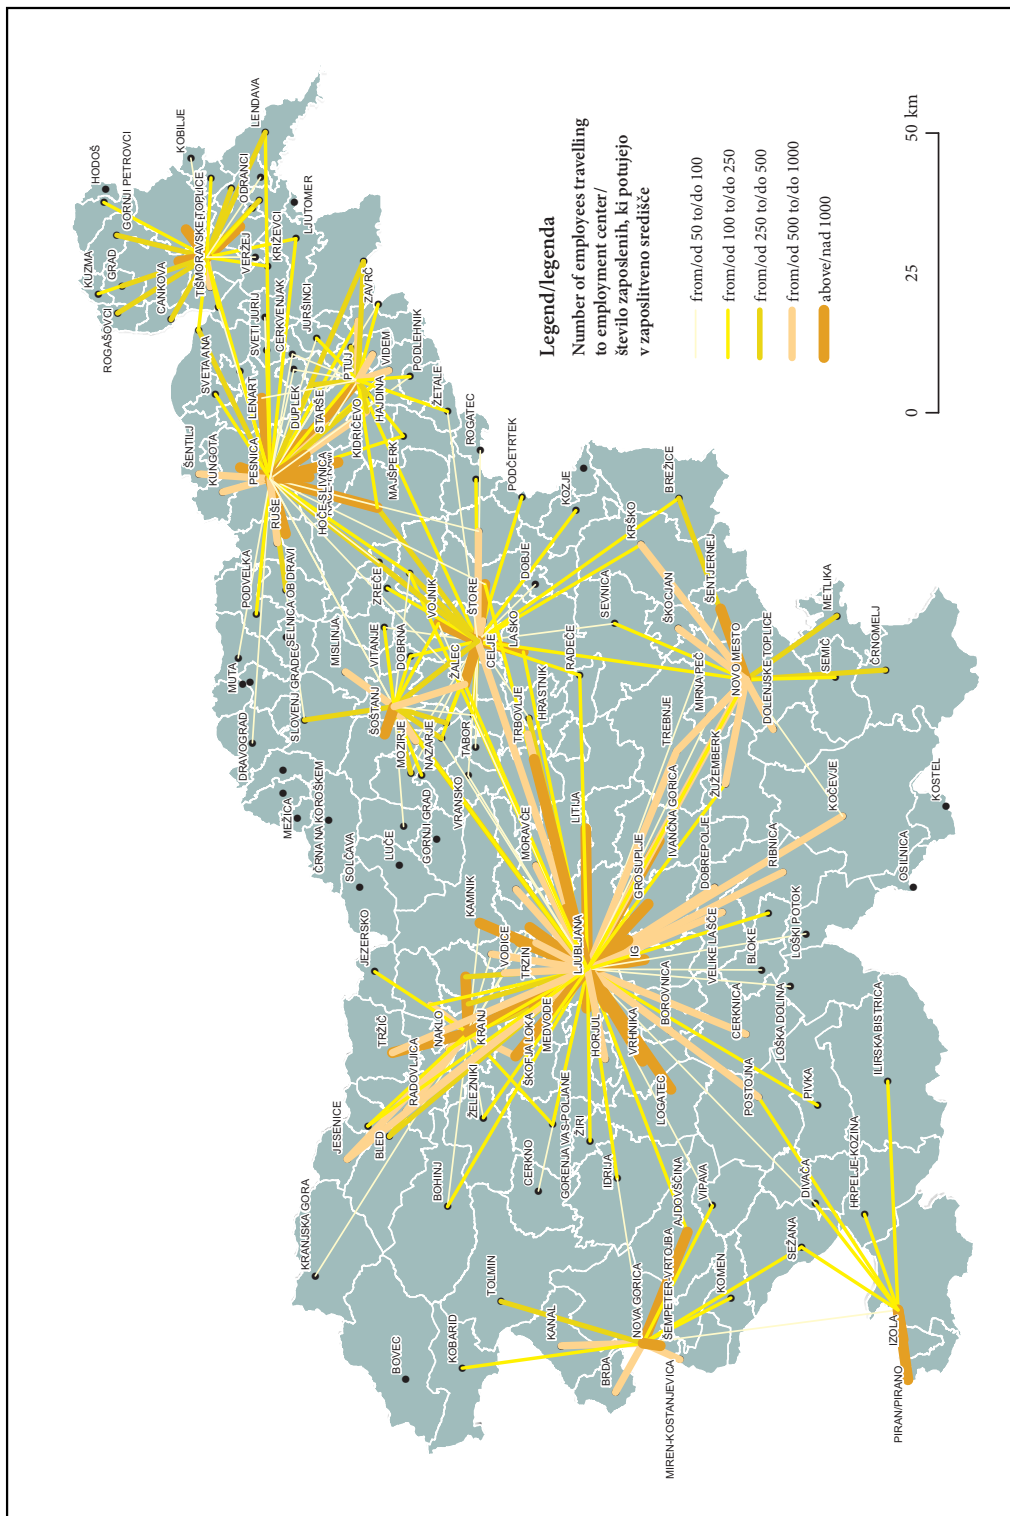 HODOŠ
GORNJI PETROVCI
KUZMA
GRAD
ROGAŠOVCI
CANKOVA
KOBILJE
LENDAVA
ODRANCI
VERŽEJ
KRIŽEVCI
LJUTOMER
SVETA ANA
SVETI JURIJ
CERKVENJAK
JURŠINCI
ZAVRČ
ŠENTILJ
KUNGOTA
PESNICA
LENART
DUPLEK
STARŠE
PTUJ
VIDEM
PODLEHNIK
HAJDINA
KIDRIČEVO
ŽETALE
RUŠE
HOČE-SLIVNICA
MAJŠPERK
ROGATEC
PODČETRTEK
KOZJE
BREŽICE
PODVELKA
SELNICA OB DRAVI
ZREČE
VOJNIK
ŠTORE
DOBJE
KRŠKO
MUTA
MISLINJA
VITANJE
DOBRNA
CELJE
LAŠKO
SEVNICA
ŠENTJERNEJ
DRAVOGRAD
SLOVENJ GRADEC
ŠOŠTANJ
ŽALEC
HRASTNIK
RADEČE
ŠKOCJAN
METLIKA
MEŽICA
ČRNA NA KOROŠKEM
MOZIRJE
NAZARJE
TABOR
TRBOVLJE
MIRNA PEČ
NOVO MESTO
DOLENJSKE TOPLICE
SEMIČ
ČRNOMELJ
SOLČAVA
LUČE
GORNJI GRAD
VRANSKO
MORAVČE
LITIJA
TREBNJE
ŽUŽEMBERK
IVANČNA GORICA
KOČEVJE
KOSTEL
JEZERSKO
KAMNIK
VODICE
TRZIN
LJUBLJANA
GROSUPLJE
DOBREPOLJE
RIBNICA
OSILNICA
TRŽIČ
NAKLO
KRANJ
ŠKOFJA LOKA
MEDVODE
HORJUL
IG
VELIKE LAŠČE
BLOKE
LOŠKI POTOK
JESENICE
BLED
RADOVLJICA
ŽELEZNIKI
VRHNIKA
BOROVNICA
CERKNICA
LOŠKA DOLINA
KRANJSKA GORA
BOHINJ
CERKNO
GORENJA VAS-POLJANE
ŽIRI
IDRIJA
LOGATEC
POSTOJNA
PIVKA
ILIRSKA BISTRICA
BOVEC
KOBARID
TOLMIN
KANAL
BRDA
NOVA GORICA
ŠEMPETER-VRTOJBA
AJDOVŠČINA
VIPAVA
KOMEN
SEŽANA
DIVAČA
HRPELJE-KOZINA
MIREN-KOSTANJEVICA
IZOLA
PIRAN/PIRANO
Legend/legenda
Number of employees travelling
to employment center/
število zaposlenih, ki potujejo
v zaposlitveno središče
from/od 50 to/do 100
from/od 100 to/do 250
from/od 250 to/do 500
from/od 500 to/do 1000
above/nad 1000
0
25
50 km